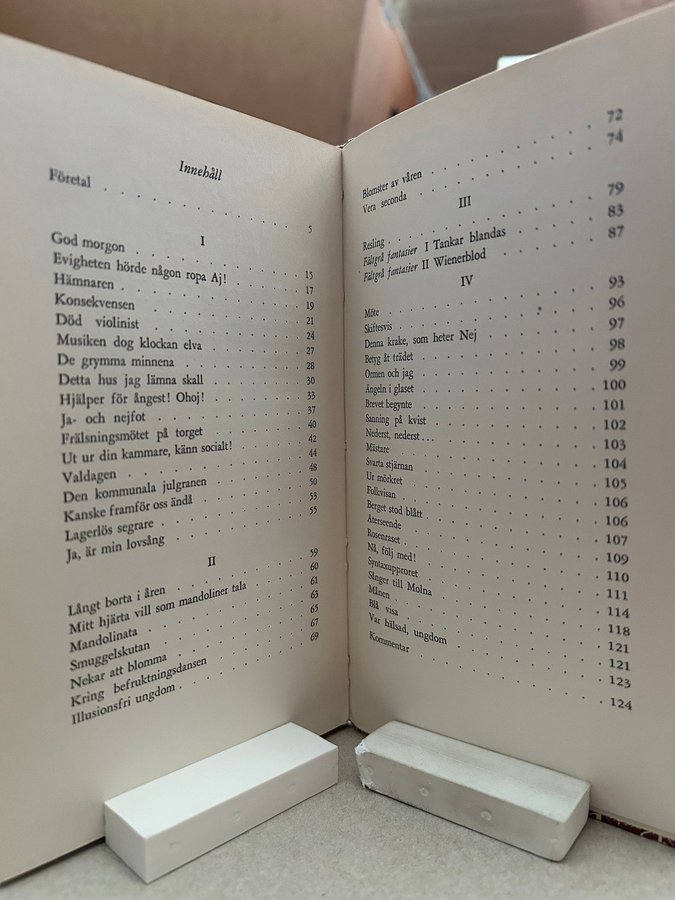 Innehåll
Företal . . . 5
I
God morgon . . . 15
Evigheten hörde någon ropa Aj! . . . 17
Hämnaren . . . 19
Konsekvensen . . . 21
Död violinist . . . 24
Musiken dog klockan elva . . . 27
De grymma minnena . . . 28
Detta hus jag lämna skall . . . 30
Hjälper för ångest! Ohoj! . . . 33
Ja- och nejfot . . . 37
Frälsningsmötet på torget . . . 40
Ut ur din kammare, känn socialt! . . . 42
Valdagen . . . 44
Den kommunala julgranen . . . 48
Kanske framför oss ändå . . . 50
Lagerlös segrare . . . 53
Ja, är min lovsång . . . 55
II
Långt borta i åren . . . 59
Mitt hjärta vill som mandoliner tala . . . 60
Mandolinata . . . 61
Smuggelskutan . . . 63
Nekar att blomma . . . 65
Kring befruktningsdansen . . . 67
Illusionsfri ungdom . . . 69
Blomster av våren . . . 72
Vera seconda . . . 74
III
Resling . . . 79
Fältgrå fantasier I Tankar blandas . . . 83
Fältgrå fantasier II Wienerblod . . . 87
IV
Möte . . . 93
Skiftesvis . . . 96
Denna krake, som heter Nej . . . 97
Betyg åt trädet . . . 98
Ormen och jag . . . 99
Ängeln i glaset . . . 100
Brevet begynte . . . 101
Sanning på kvist . . . 102
Nederst, nederst... . . . 103
Mästare . . . 104
Svarta stjärnan . . . 105
Ur mörkret . . . 106
Folkvisan . . . 106
Berget stod blått . . . 107
Återseende . . . 109
Rosenraset . . . 110
Nå, följ med! . . . 111
Syntaxupproret . . . 114
till Molna . . . 118
Månen . . . 121
Blå visa . . . 121
Var hälsad, ungdom . . . 123
Kommentar . . . 124